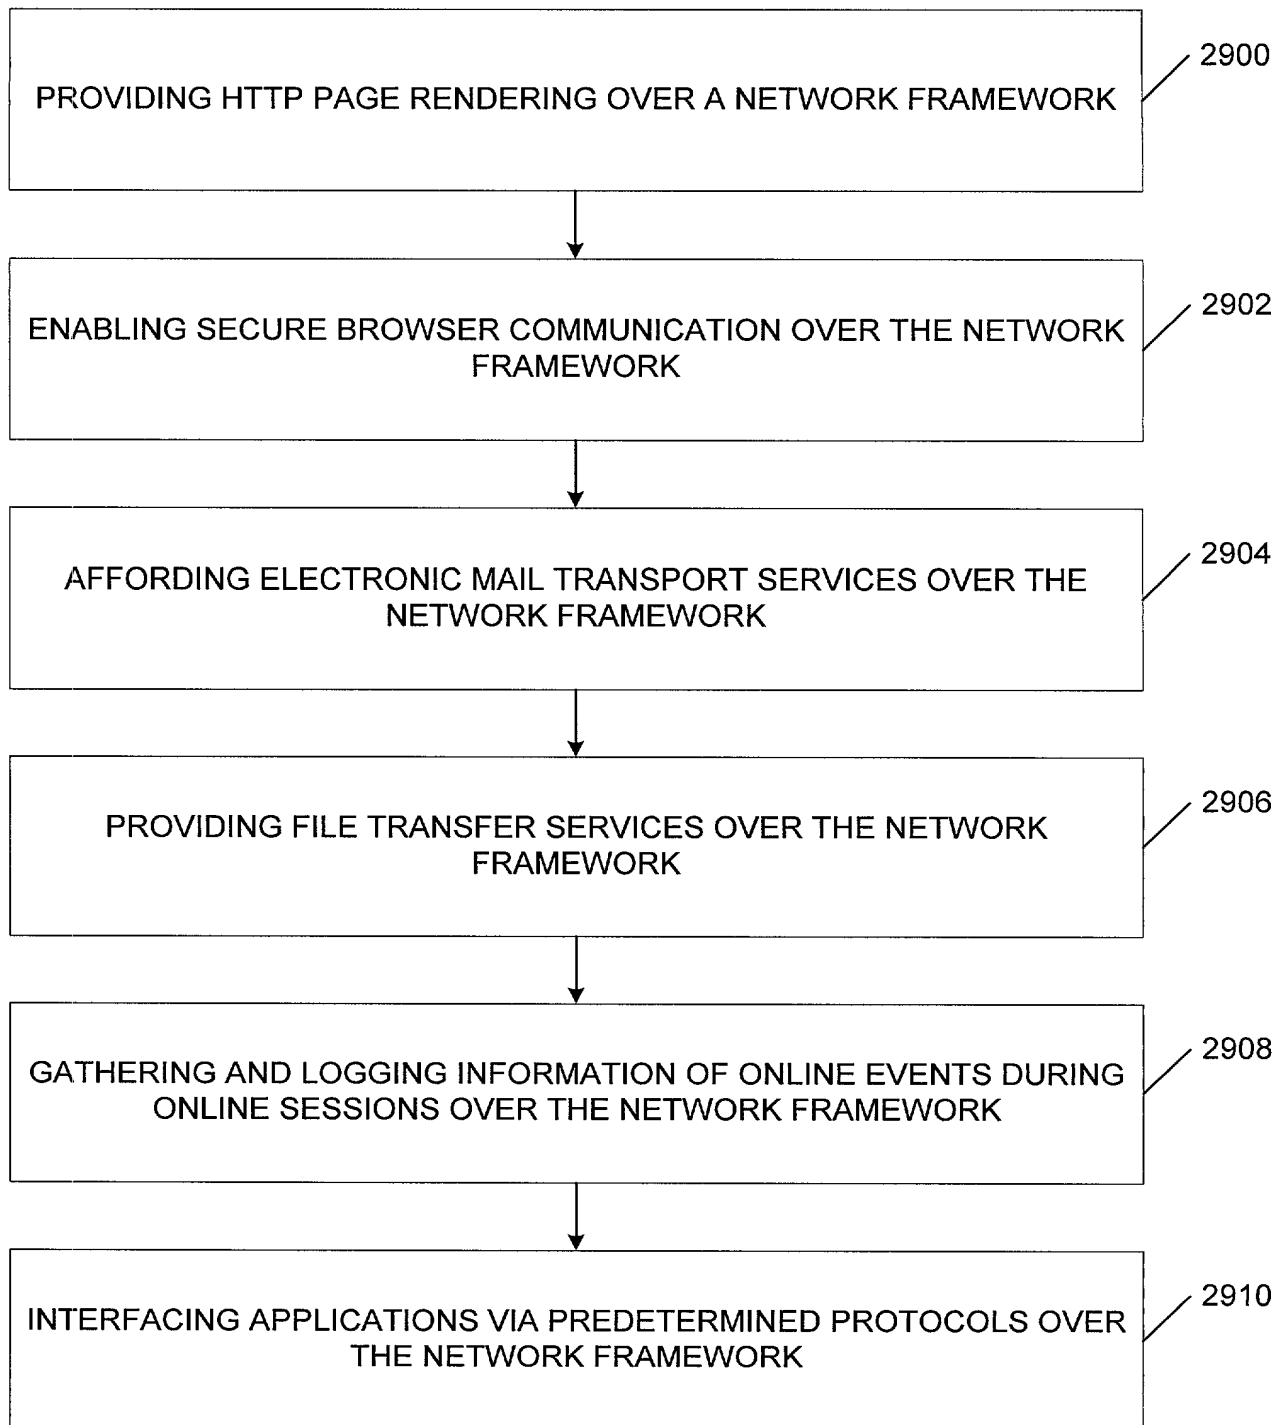 2900
PROVIDING HTTP PAGE RENDERING OVER A NETWORK FRAMEWORK
2902
ENABLING SECURE BROWSER COMMUNICATION OVER THE NETWORK
FRAMEWORK
2904
AFFORDING ELECTRONIC MAIL TRANSPORT SERVICES OVER THE
NETWORK FRAMEWORK
2906
PROVIDING FILE TRANSFER SERVICES OVER THE NETWORK
FRAMEWORK
2908
GATHERING AND LOGGING INFORMATION OF ONLINE EVENTS DURING
ONLINE SESSIONS OVER THE NETWORK FRAMEWORK
2910
INTERFACING APPLICATIONS VIA PREDETERMINED PROTOCOLS OVER
THE NETWORK FRAMEWORK